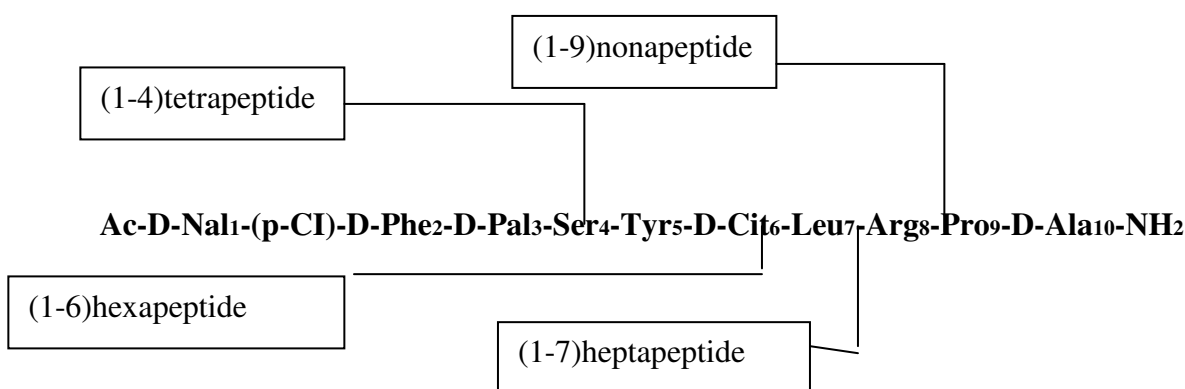 (1-9)nonapeptide
(1-4)tetrapeptide
Ac-D-Nal1-(p-CI)-D-Phe2-D-Pal3-Ser4-Tyr5-D-Cit6-Leu7-Arg8-Pro9-D-Ala10-NH2
(1-6)hexapeptide
(1-7)heptapeptide